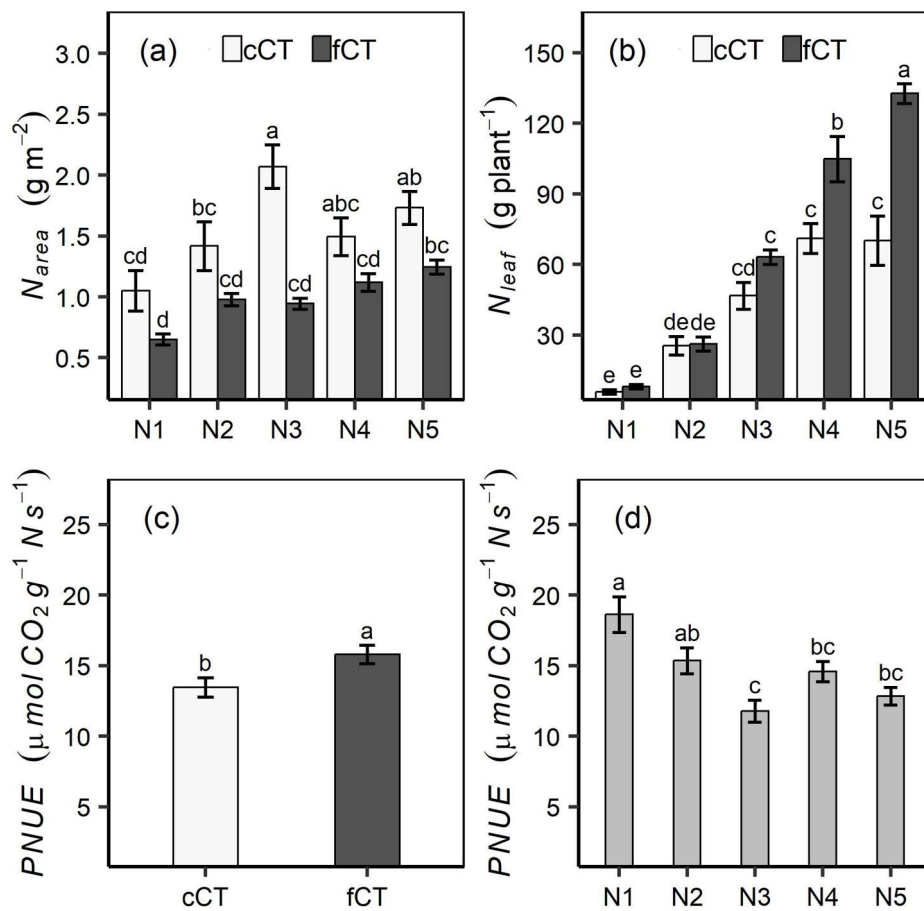 (a) cCT fCT
3.0
2.5
2.0
1.5
1.0
0.5
N_area (g m⁻²)
cd d bc cd a cd abc cd ab bc
N1 N2 N3 N4 N5
(b) cCT fCT
150
120
90
60
30
N_leaf (g plant⁻¹)
e e de de cd c c b c a
N1 N2 N3 N4 N5
(c)
25
20
15
10
5
PNUE (μ mol CO₂ g⁻¹ N s⁻¹)
b a
cCT fCT
(d)
25
20
15
10
5
PNUE (μ mol CO₂ g⁻¹ N s⁻¹)
a ab c bc bc
N1 N2 N3 N4 N5